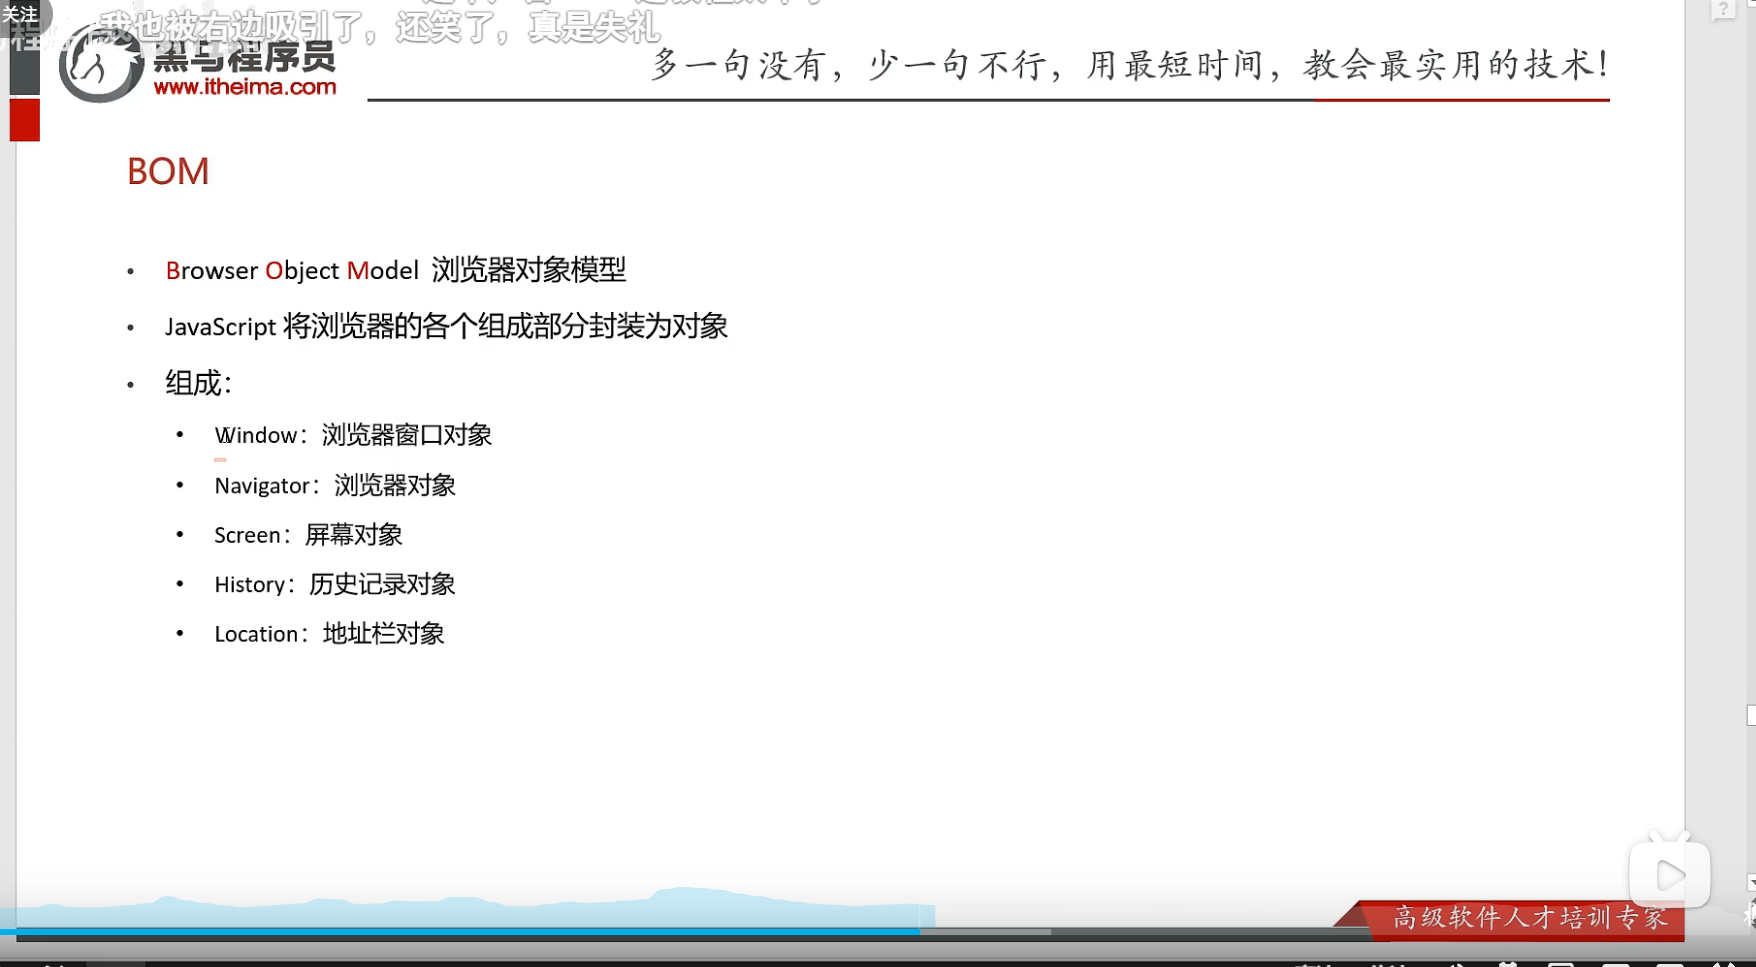 关注
我也被右边吸引了，还笑了，真是失礼
黑马程序员
www.itheima.com
多一句没有，少一句不行，用最短时间，教会最实用的技术！
BOM
• Browser Object Model 浏览器对象模型
• JavaScript 将浏览器的各个组成部分封装为对象
• 组成：
• Window：浏览器窗口对象
• Navigator：浏览器对象
• Screen：屏幕对象
• History：历史记录对象
• Location：地址栏对象
高级软件人才培训专家